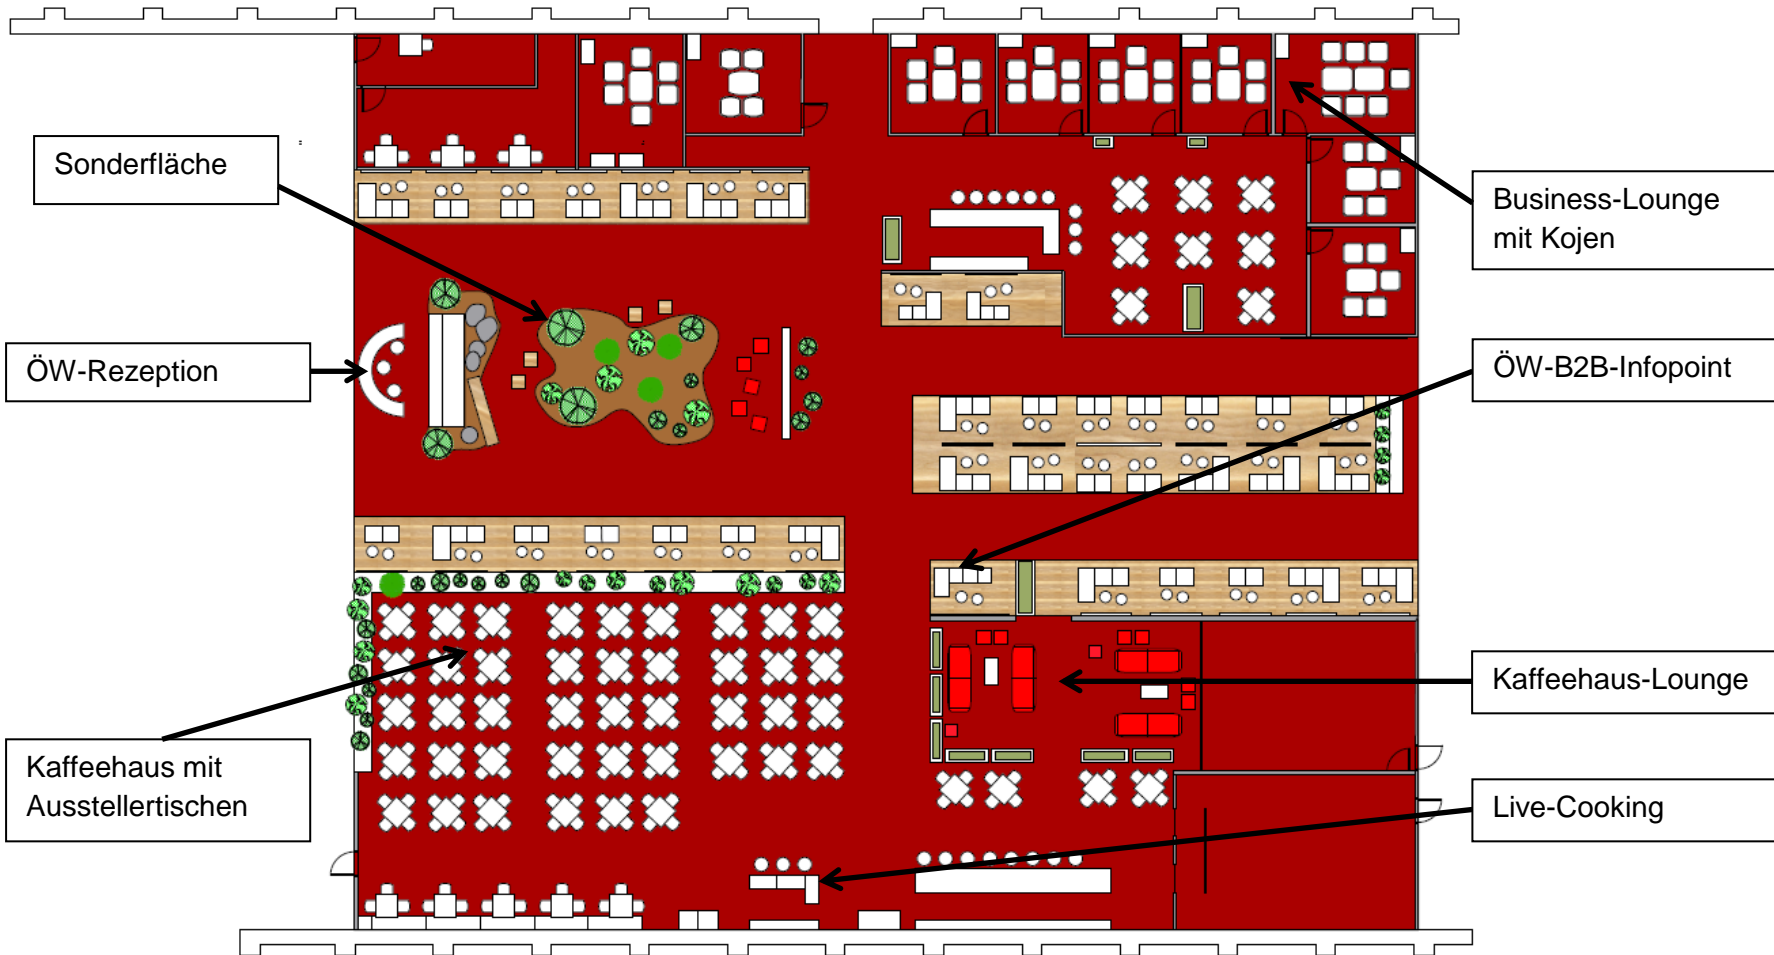 Sonderfläche
ÖW-Rezeption
Kaffeehaus mit
Ausstellertischen
Business-Lounge
mit Kojen
ÖW-B2B-Infopoint
Kaffeehaus-Lounge
Live-Cooking